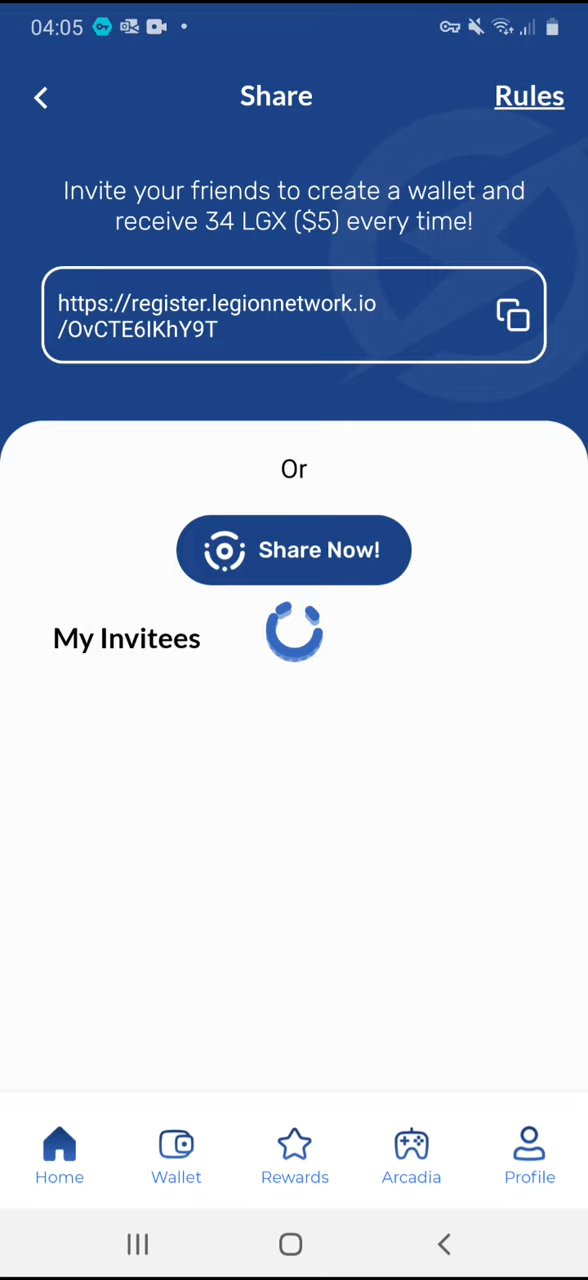 04:05
Share
Rules
Invite your friends to create a wallet and
receive 34 LGX ($5) every time!
https://register.legionnetwork.io
/OvCTE6IKhY9T
Or
Share Now!
My Invitees
Home
Wallet
Rewards
Arcadia
Profile